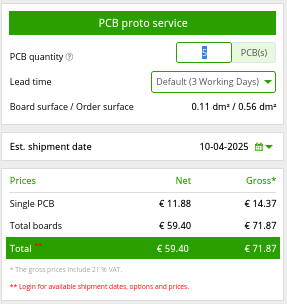 PCB proto service
PCB quantity ? 5 PCB(s)
Lead time Default (3 Working Days)
Board surface / Order surface 0.11 dm² / 0.56 dm²
Est. shipment date 10-04-2025
Prices Net Gross*
Single PCB € 11.88 € 14.37
Total boards € 59.40 € 71.87
Total ** € 59.40 € 71.87
* The gross prices include 21 % VAT.
** Login for available shipment dates, options and prices.